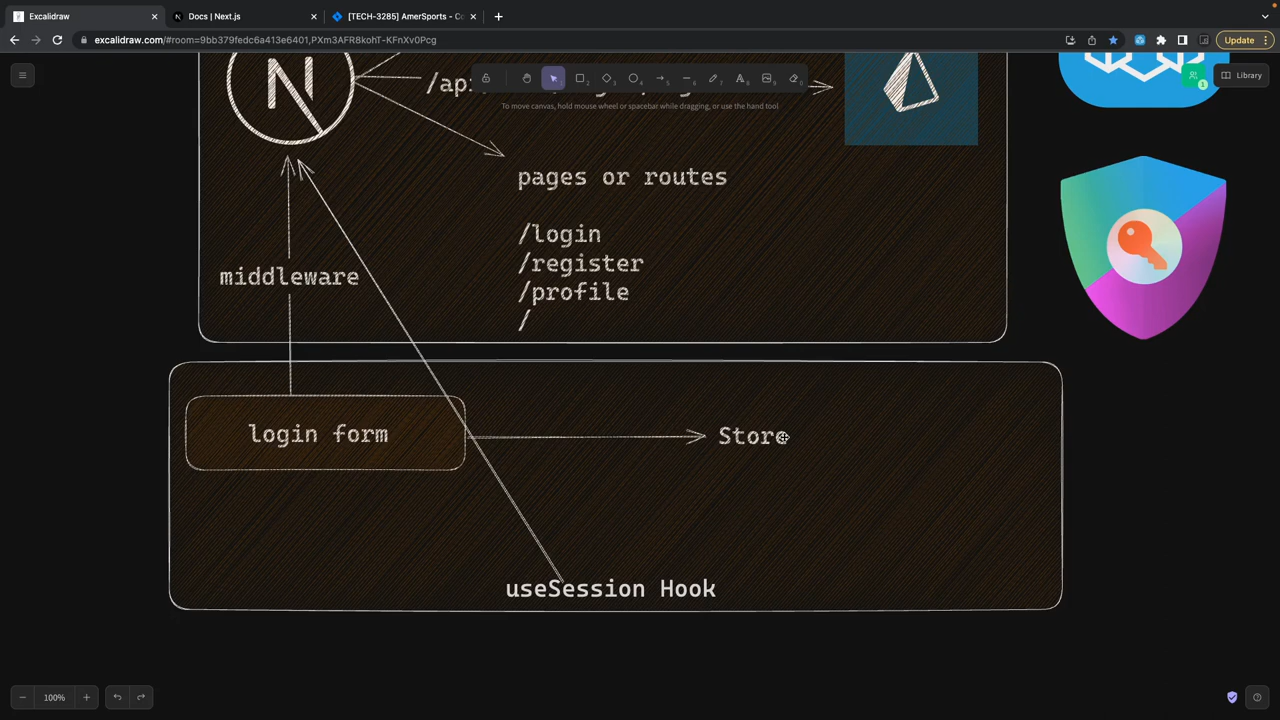 Excalidraw
Docs | Next.js
[TECH-3285] AmerSports - Co
excalidraw.com/#room=9bb379fedc6a413e6401,PXm3AFR8kohT-KFnXv0Pcg
Update
Library
1
To move canvas, hold mouse wheel or spacebar while dragging, or use the hand tool
pages or routes
/login
/register
/profile
/
middleware
login form
Store
useSession Hook
100%